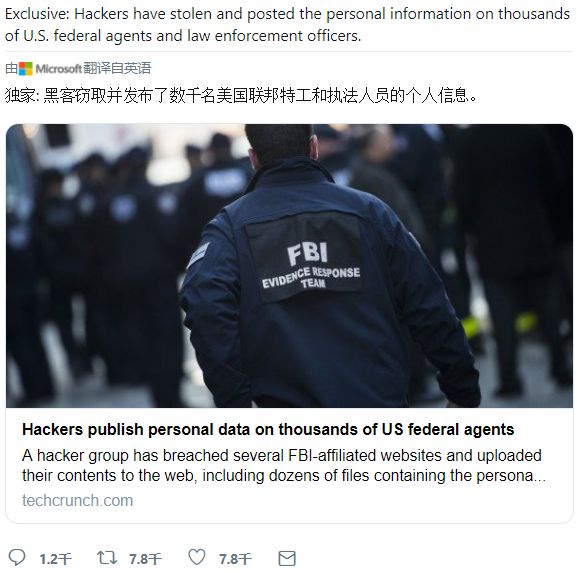 Exclusive: Hackers have stolen and posted the personal information on thousands
of U.S. federal agents and law enforcement officers.
由 Microsoft 翻译自英语
独家: 黑客窃取并发布了数千名美国联邦特工和执法人员的个人信息。
FBI
EVIDENCE RESPONSE
TEAM
Hackers publish personal data on thousands of US federal agents
A hacker group has breached several FBI-affiliated websites and uploaded
their contents to the web, including dozens of files containing the persona...
techcrunch.com
1.2千 7.8千 7.8千